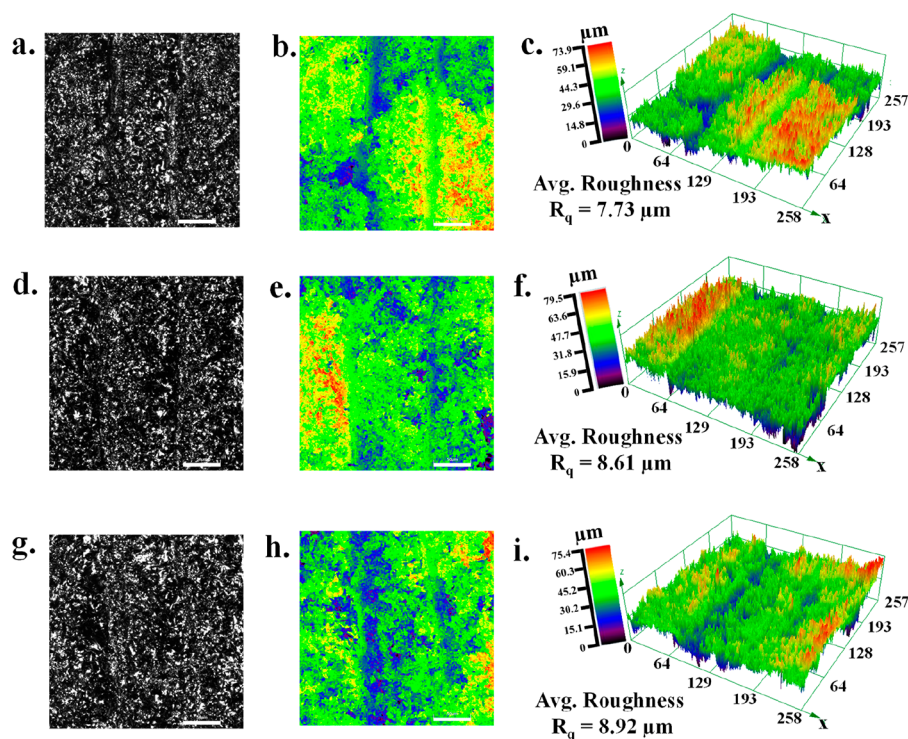 a.
b.
c.
µm
73.9
59.1
44.3
29.6
14.8
0
z
64
129
193
258
x
64
128
193
257
Avg. Roughness
Rq = 7.73 µm
d.
e.
f.
µm
79.5
63.6
47.7
31.8
15.9
0
z
64
129
193
258
x
64
128
193
257
Avg. Roughness
Rq = 8.61 µm
g.
h.
i.
µm
75.4
60.3
45.2
30.2
15.1
0
z
64
129
193
258
x
64
128
193
257
Avg. Roughness
Rq = 8.92 µm